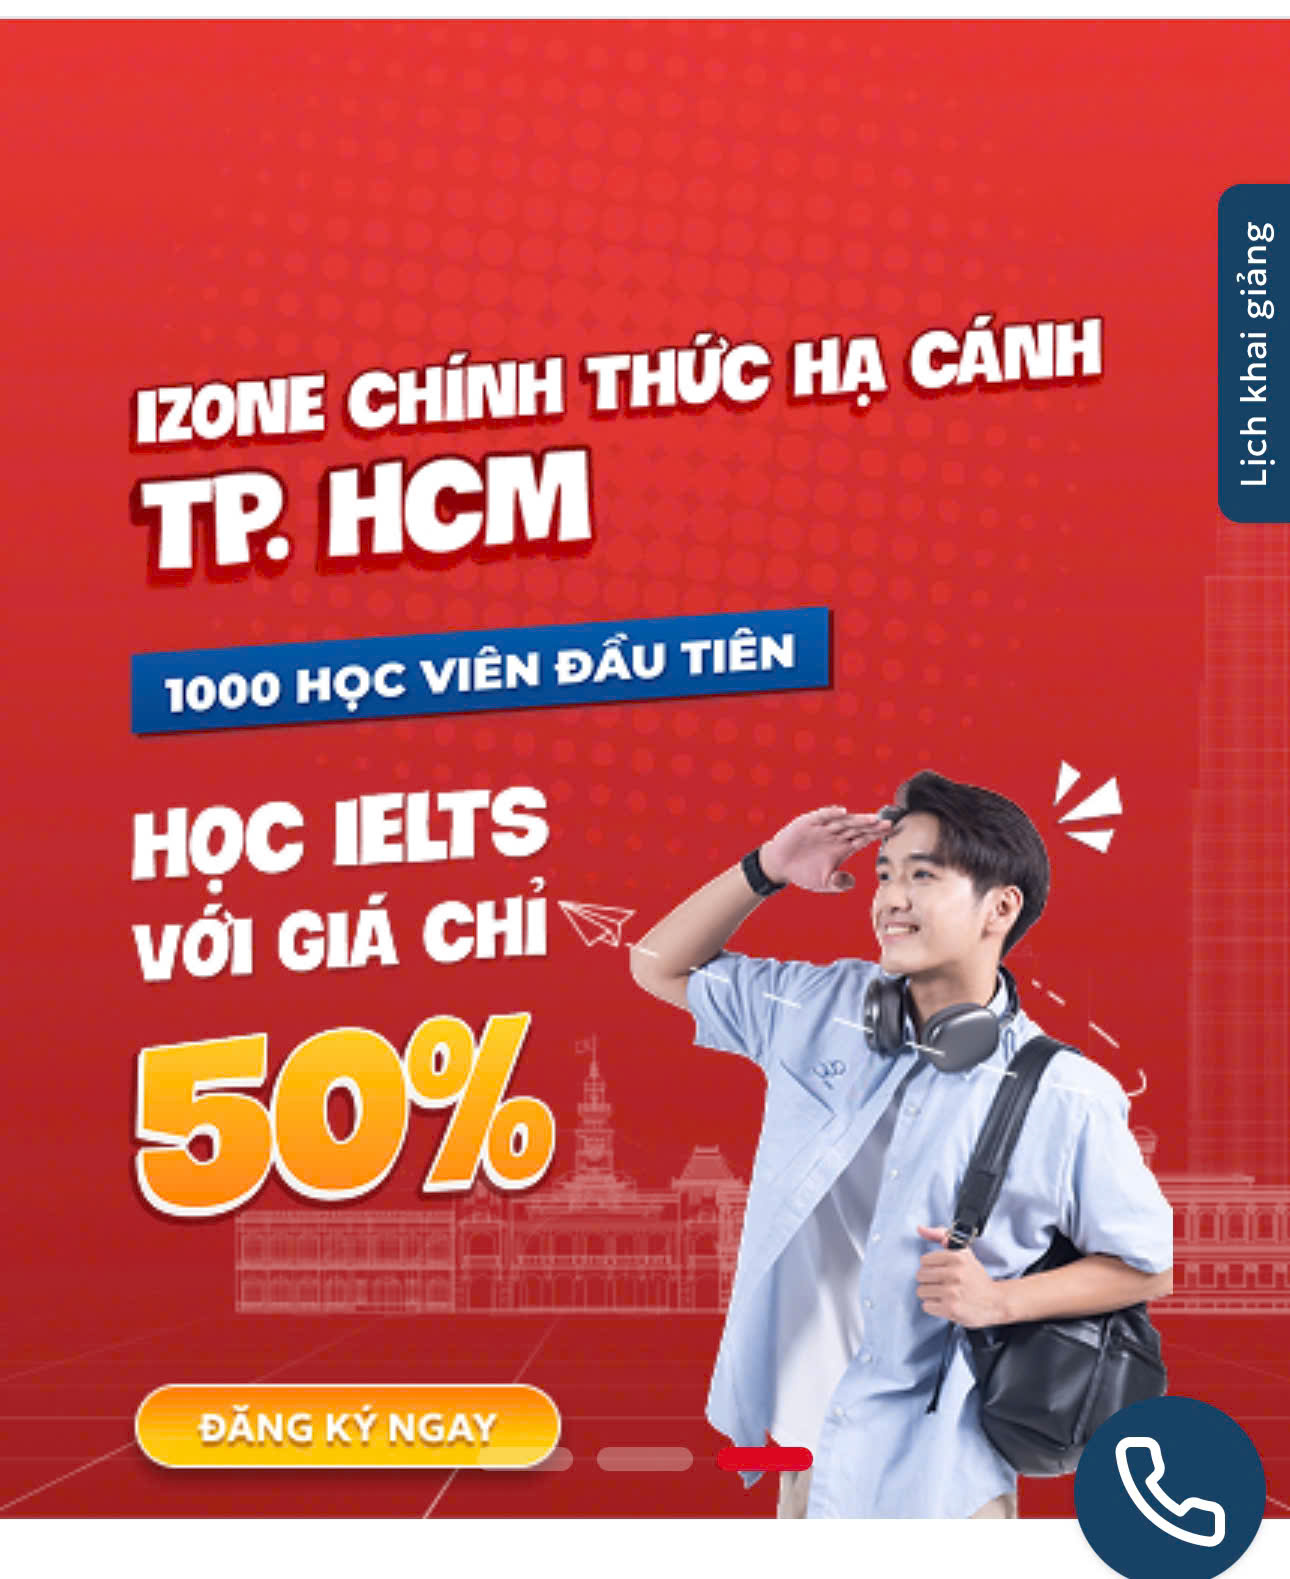 IZONE CHÍNH THỨC HẠ CÁNH
TP. HCM
1000 HỌC VIÊN ĐẦU TIÊN
HỌC IELTS
VỚI GIÁ CHỈ
50%
ĐĂNG KÝ NGAY
Lịch khai giảng